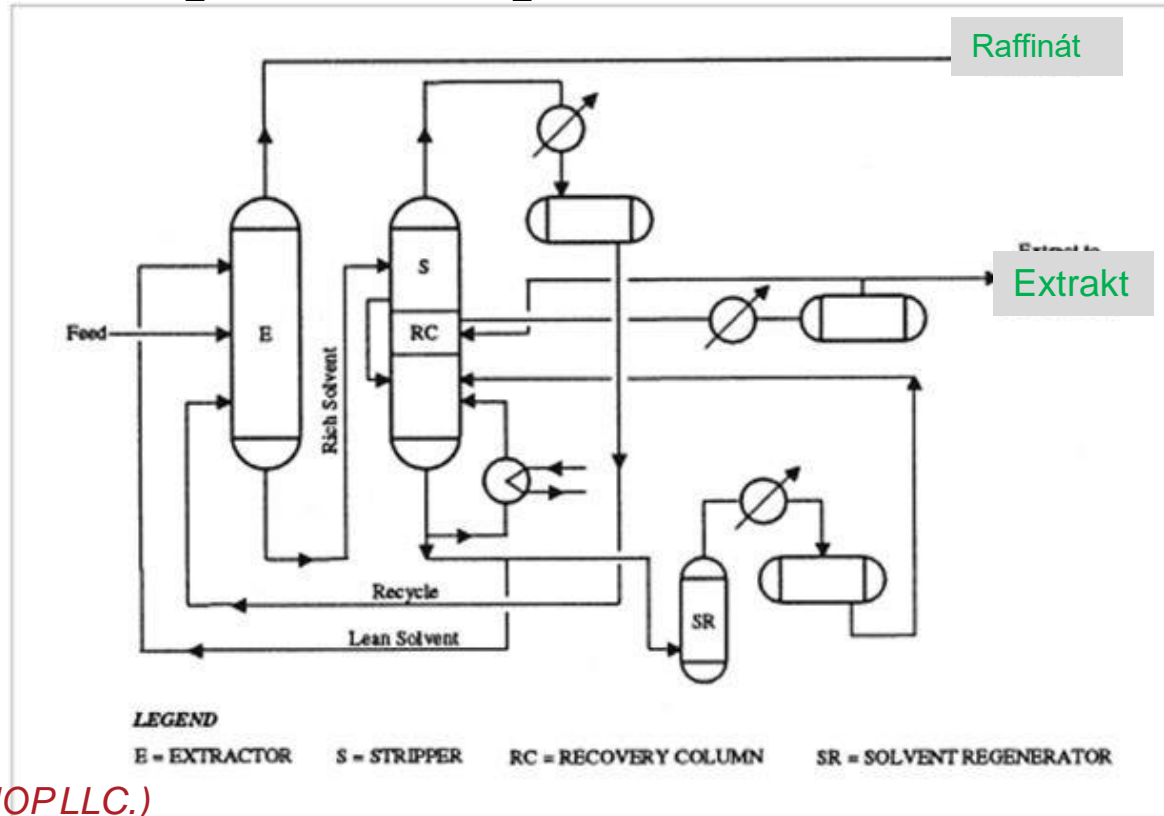 Raffinát
S
Extrakt
Feed
E
RC
Rich Solvent
Recycle
SR
Lean Solvent
LEGEND
E = EXTRACTOR S = STRIPPER RC = RECOVERY COLUMN SR = SOLVENT REGENERATOR
OP LLC.)